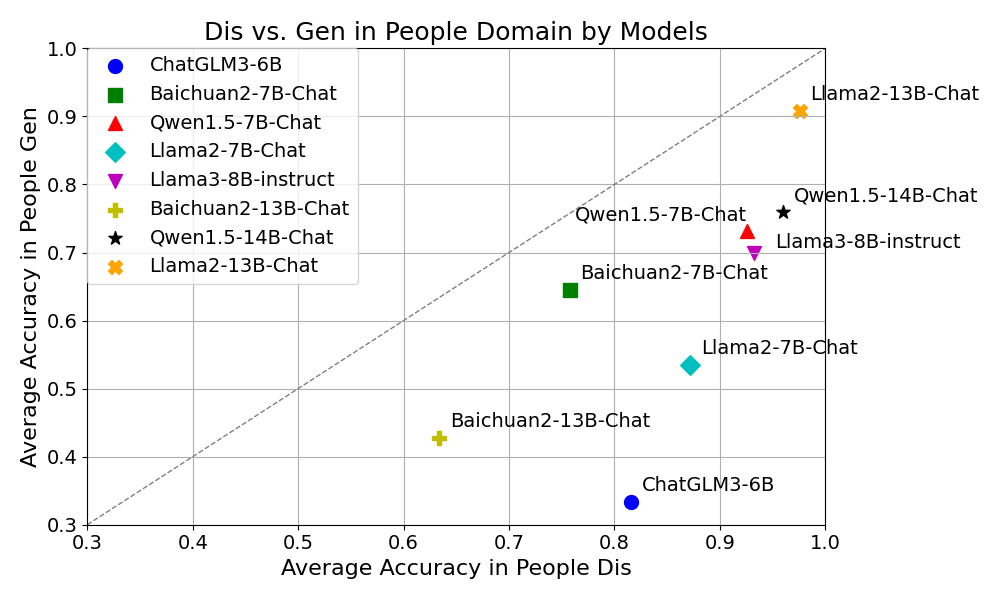 Dis vs. Gen in People Domain by Models
Average Accuracy in People Gen
1.0
0.9
0.8
0.7
0.6
0.5
0.4
0.3
ChatGLM3-6B
Baichuan2-7B-Chat
Qwen1.5-7B-Chat
Llama2-7B-Chat
Llama3-8B-instruct
Baichuan2-13B-Chat
Qwen1.5-14B-Chat
Llama2-13B-Chat
Llama2-13B-Chat
Qwen1.5-14B-Chat
Qwen1.5-7B-Chat
Llama3-8B-instruct
Baichuan2-7B-Chat
Llama2-7B-Chat
Baichuan2-13B-Chat
ChatGLM3-6B
0.3 0.4 0.5 0.6 0.7 0.8 0.9 1.0
Average Accuracy in People Dis